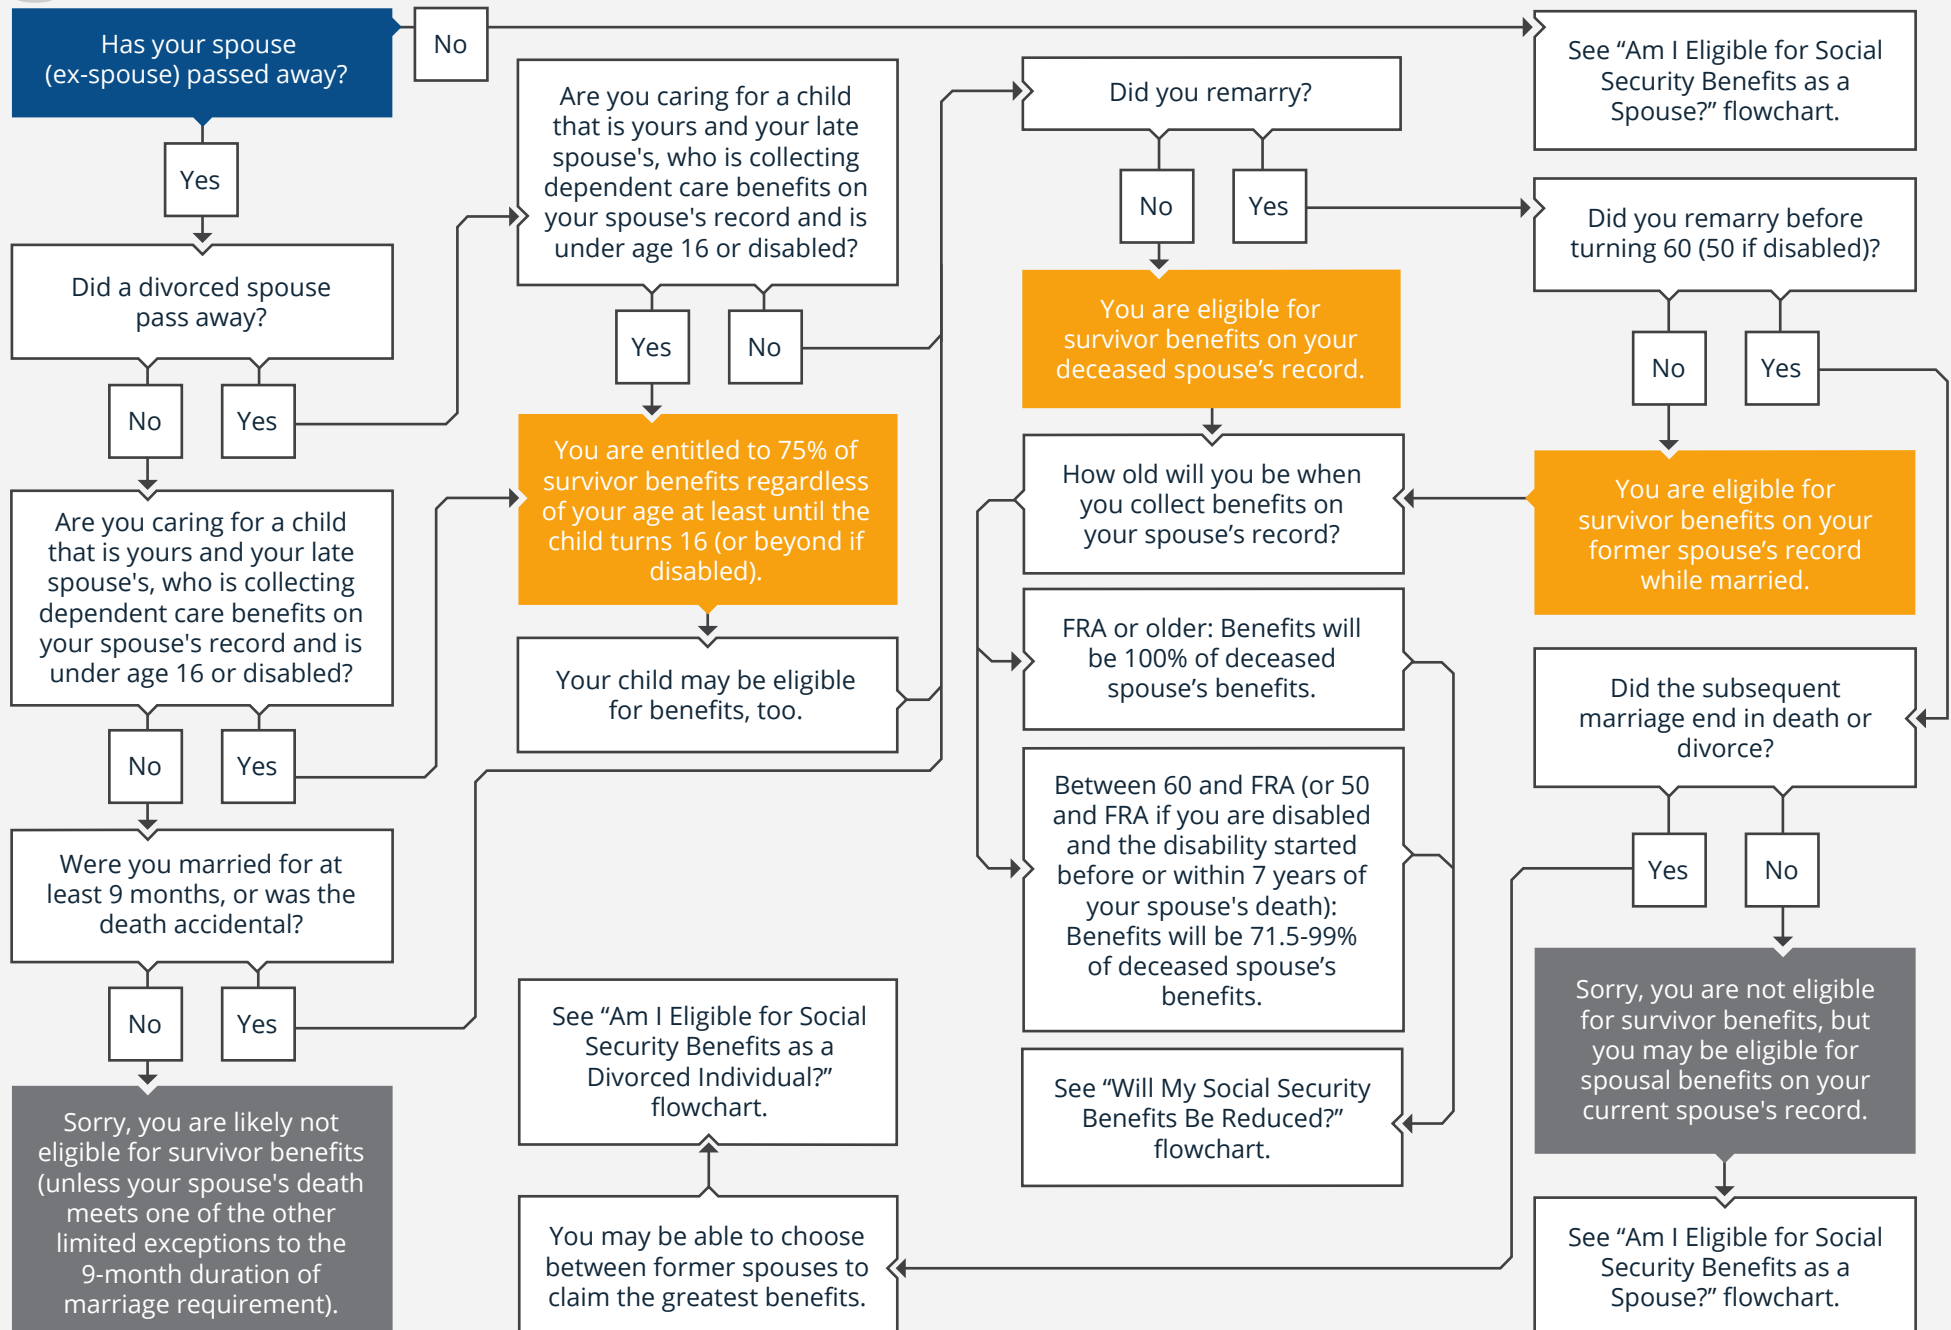 Has your spouse
(ex-spouse) passed away?
No
Yes
Did a divorced spouse
pass away?
No
Yes
Are you caring for a child
that is yours and your late
spouse's, who is collecting
dependent care benefits on
your spouse's record and is
under age 16 or disabled?
No
Yes
Were you married for at
least 9 months, or was the
death accidental?
No
Yes
Sorry, you are likely not
eligible for survivor benefits
(unless your spouse's death
meets one of the other
limited exceptions to the
9-month duration of
marriage requirement).
Are you caring for a child
that is yours and your late
spouse's, who is collecting
dependent care benefits on
your spouse's record and is
under age 16 or disabled?
Yes
No
You are entitled to 75% of
survivor benefits regardless
of your age at least until the
child turns 16 (or beyond if
disabled).
Your child may be eligible
for benefits, too.
See “Am I Eligible for Social
Security Benefits as a
Divorced Individual?”
flowchart.
You may be able to choose
between former spouses to
claim the greatest benefits.
Did you remarry?
No
Yes
You are eligible for
survivor benefits on your
deceased spouse’s record.
How old will you be when
you collect benefits on
your spouse’s record?
FRA or older: Benefits will
be 100% of deceased
spouse’s benefits.
Between 60 and FRA (or 50
and FRA if you are disabled
and the disability started
before or within 7 years of
your spouse's death):
Benefits will be 71.5-99%
of deceased spouse’s
benefits.
See “Will My Social Security
Benefits Be Reduced?”
flowchart.
See “Am I Eligible for Social
Security Benefits as a
Spouse?” flowchart.
Did you remarry before
turning 60 (50 if disabled)?
No
Yes
You are eligible for
survivor benefits on your
former spouse’s record
while married.
Did the subsequent
marriage end in death or
divorce?
Yes
No
Sorry, you are not eligible
for survivor benefits, but
you may be eligible for
spousal benefits on your
current spouse's record.
See “Am I Eligible for Social
Security Benefits as a
Spouse?” flowchart.